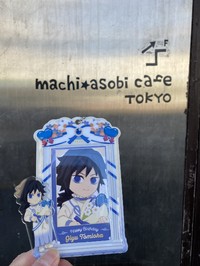 F
machi★asobi cafe
TOKYO
Happy Birthday
Giyu Tomioka